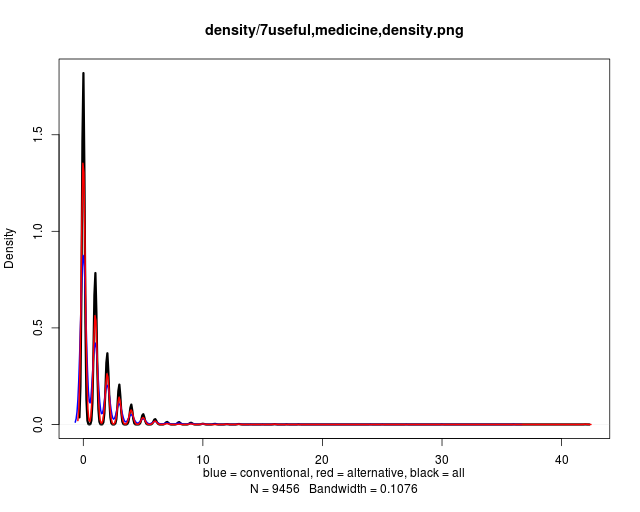 density/7useful,medicine,density.png
Density
0.0
0.5
1.0
1.5
0 10 20 30 40
blue = conventional, red = alternative, black = all
N = 9456 Bandwidth = 0.1076